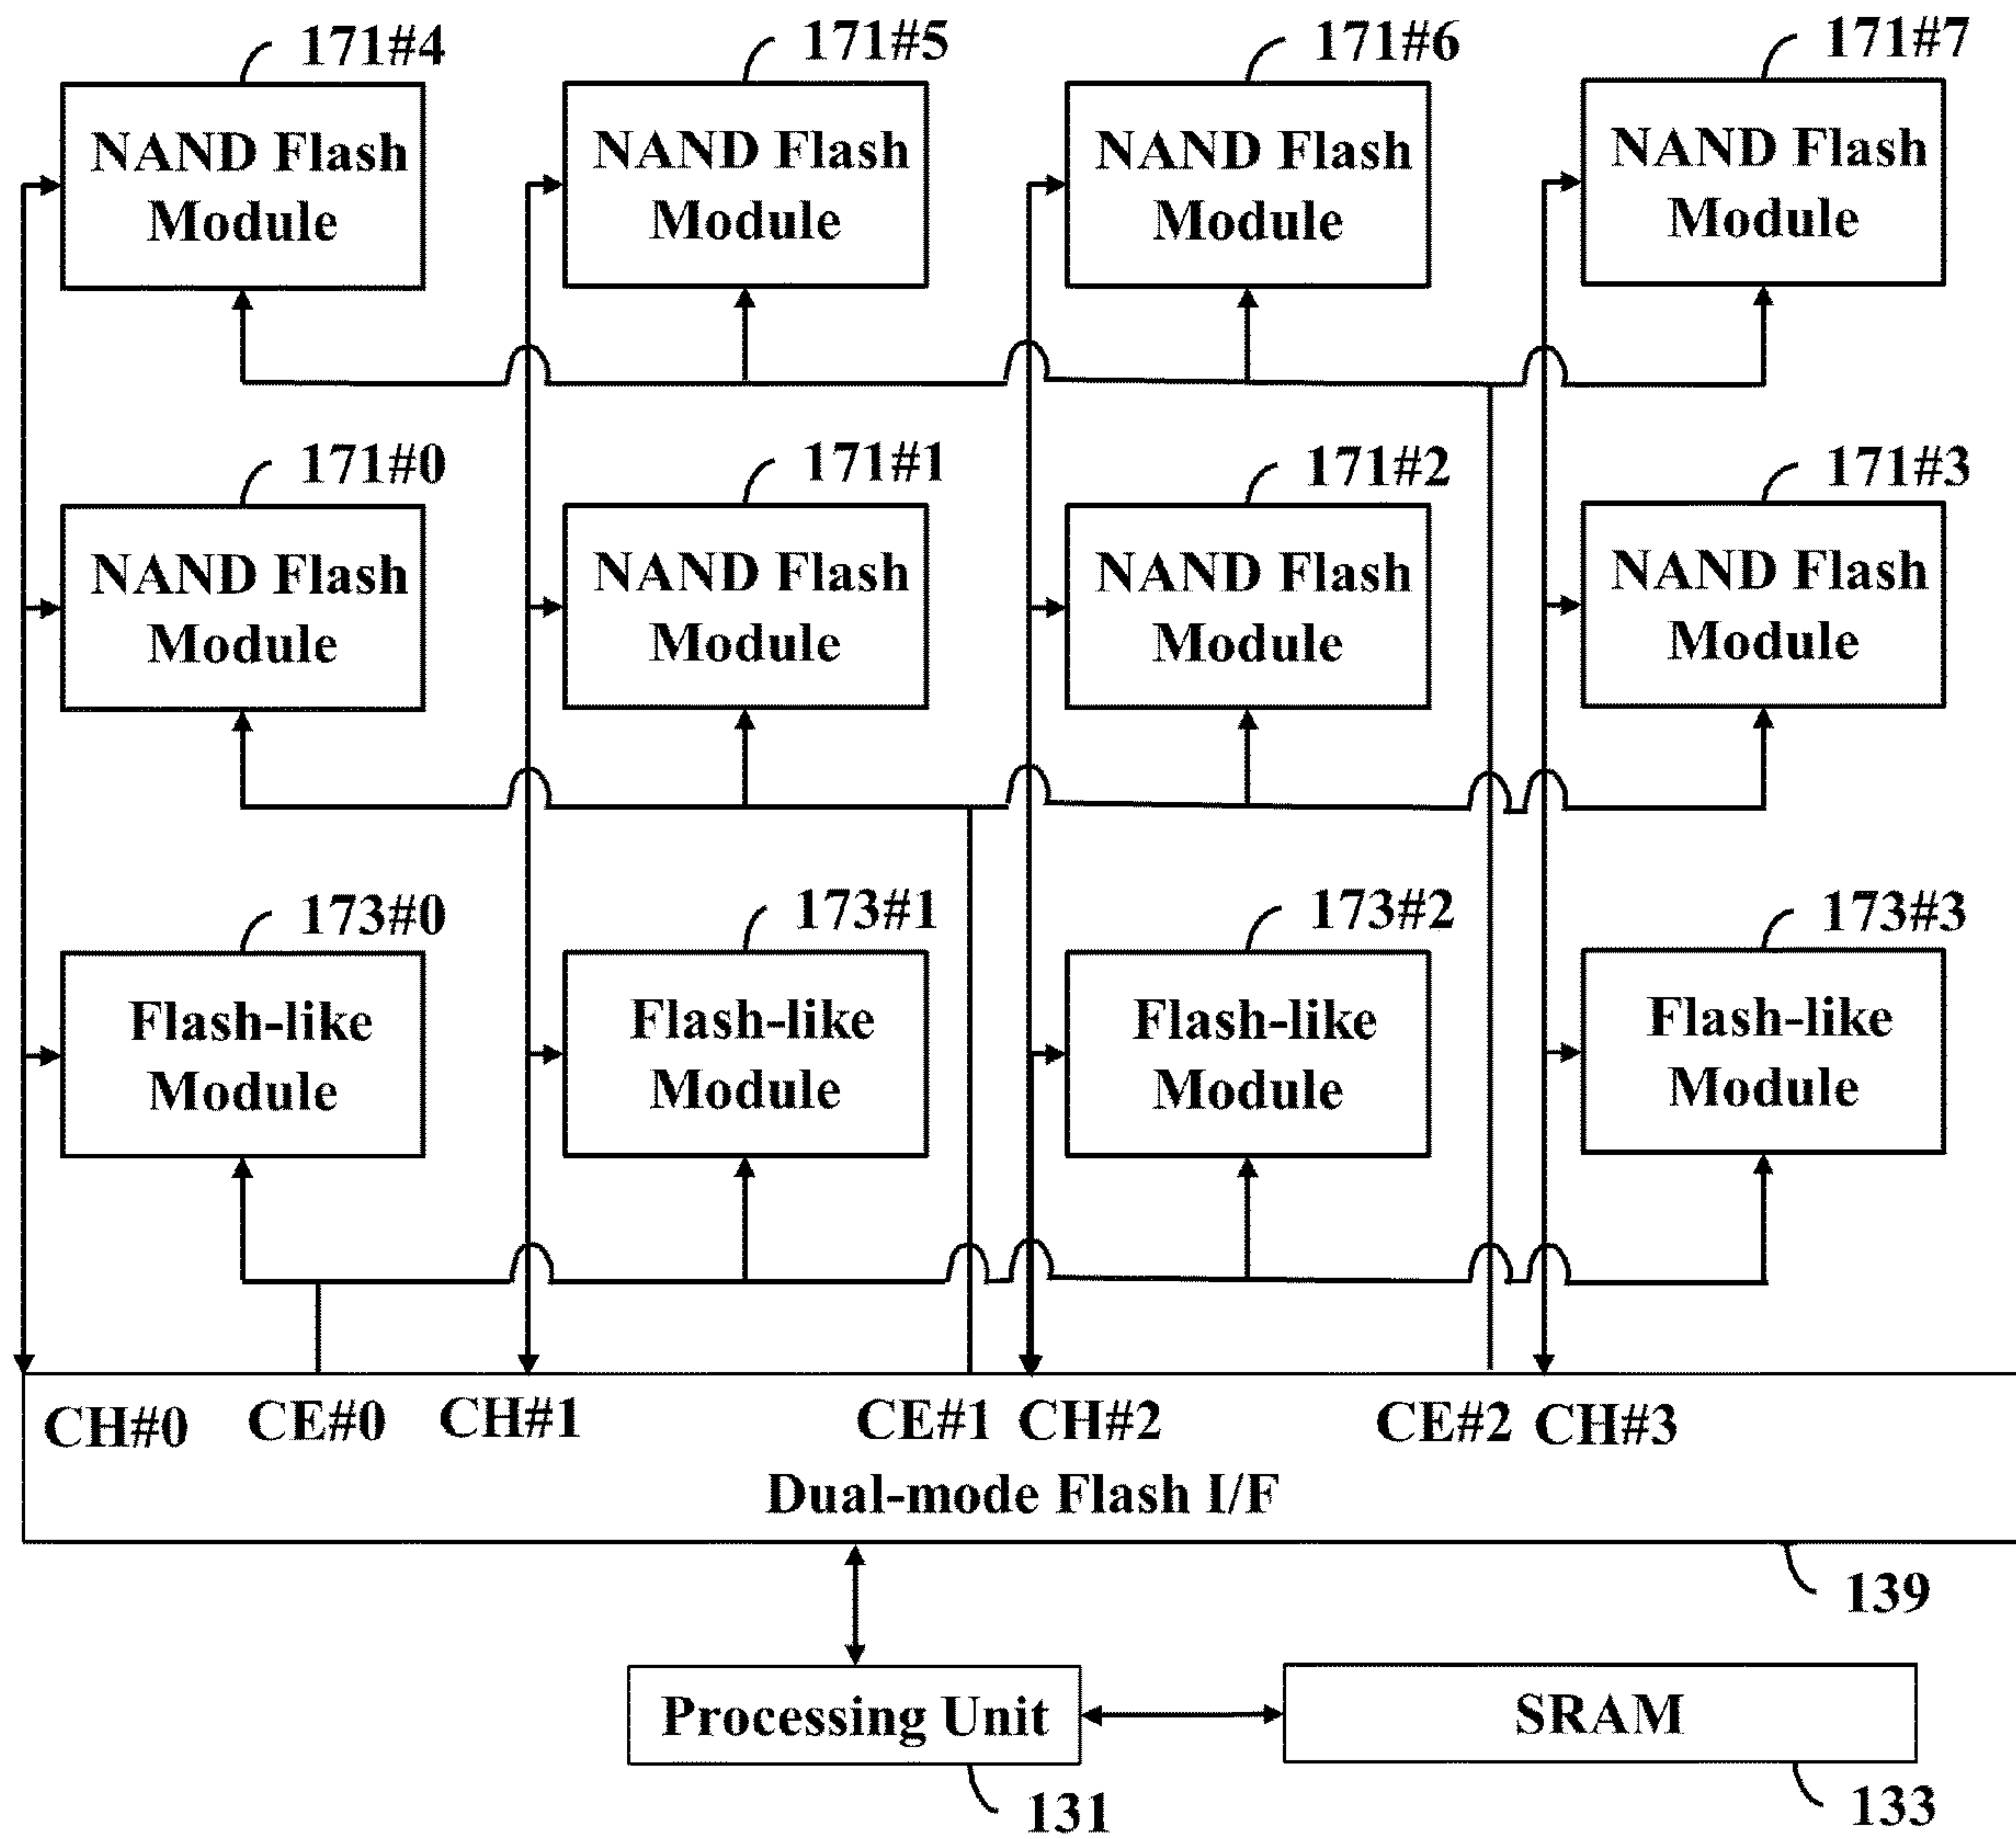 171#4 171#5 171#6 171#7
NAND Flash NAND Flash NAND Flash NAND Flash
Module Module Module Module
171#0 171#1 171#2 171#3
NAND Flash NAND Flash NAND Flash NAND Flash
Module Module Module Module
173#0 173#1 173#2 173#3
Flash-like Flash-like Flash-like Flash-like
Module Module Module Module
CH#0 CE#0 CH#1 CE#1 CH#2 CE#2 CH#3
Dual-mode Flash I/F
139
Processing Unit SRAM
131 133